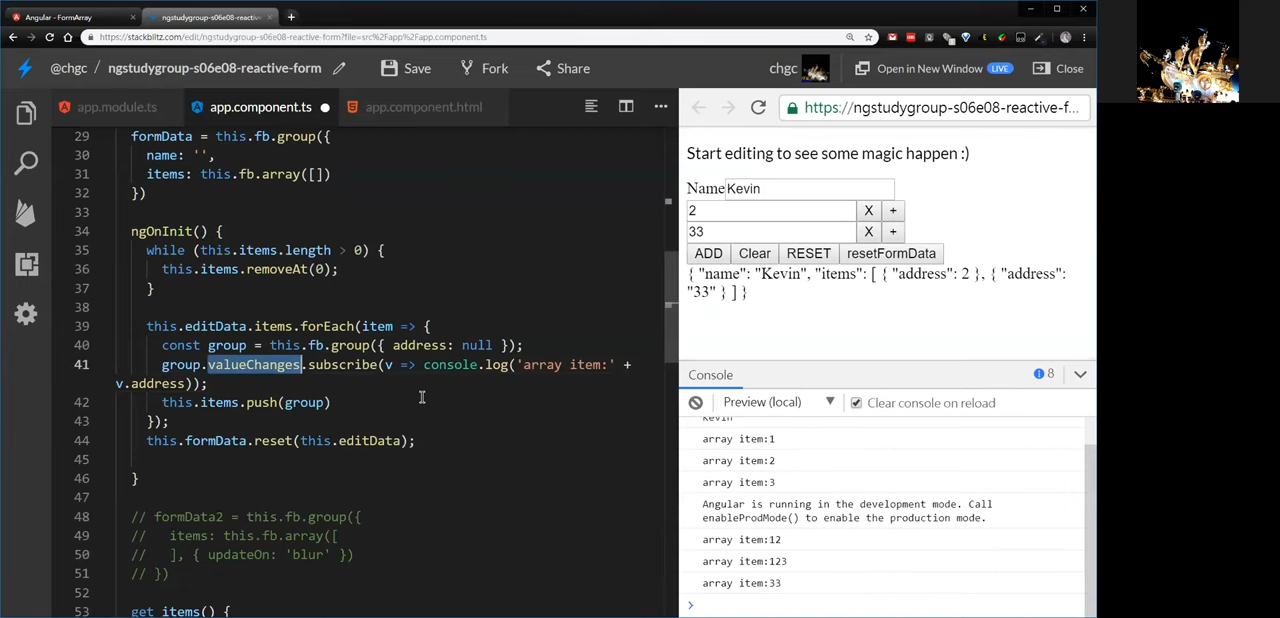 Angular - FormArray
ngstudygroup-s06e08-reactive-
https://stackblitz.com/edit/ngstudygroup-s06e08-reactive-form?file=src%2Fapp%2Fapp.component.ts
@chgc / ngstudygroup-s06e08-reactive-form
Save
Fork
Share
chgc
Open in New Window LIVE
Close
app.module.ts
app.component.ts
app.component.html
https://ngstudygroup-s06e08-reactive-f...
29 formData = this.fb.group({
30 name: '',
31 items: this.fb.array([])
32 })
33
34 ngOnInit() {
35 while (this.items.length > 0) {
36 this.items.removeAt(0);
37 }
38
39 this.editData.items.forEach(item => {
40 const group = this.fb.group({ address: null });
41 group.valueChanges.subscribe(v => console.log('array item:' +
v.address));
42 this.items.push(group)
43 });
44 this.formData.reset(this.editData);
45
46 }
47
48 // formData2 = this.fb.group({
49 // items: this.fb.array([
50 // ], { updateOn: 'blur' })
51 // })
52
53 get items() {
Start editing to see some magic happen :)
Name Kevin
2 X +
33 X +
ADD Clear RESET resetFormData
{ "name": "Kevin", "items": [ { "address": 2 }, { "address":
"33" } ] }
Console
8
Preview (local)
Clear console on reload
Kevin
array item:1
array item:2
array item:3
Angular is running in the development mode. Call
enableProdMode() to enable the production mode.
array item:12
array item:123
array item:33